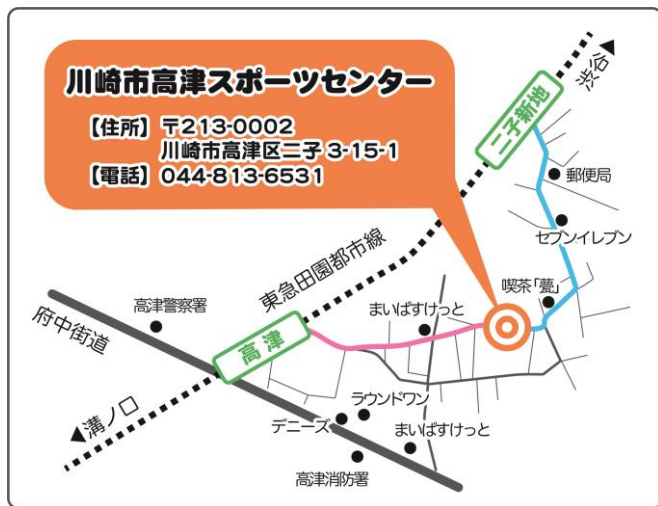 川崎市高津スポーツセンター
【住所】〒213-0002
川崎市高津区二子 3-15-1
【電話】044-813-6531
渋谷▲
二子新地
郵便局
セブンイレブン
喫茶「甍」
東急田園都市線
まいばすけっと
高津警察署
府中街道
高津
▲溝ノ口
ラウンドワン
デニーズ
まいばすけっと
高津消防署